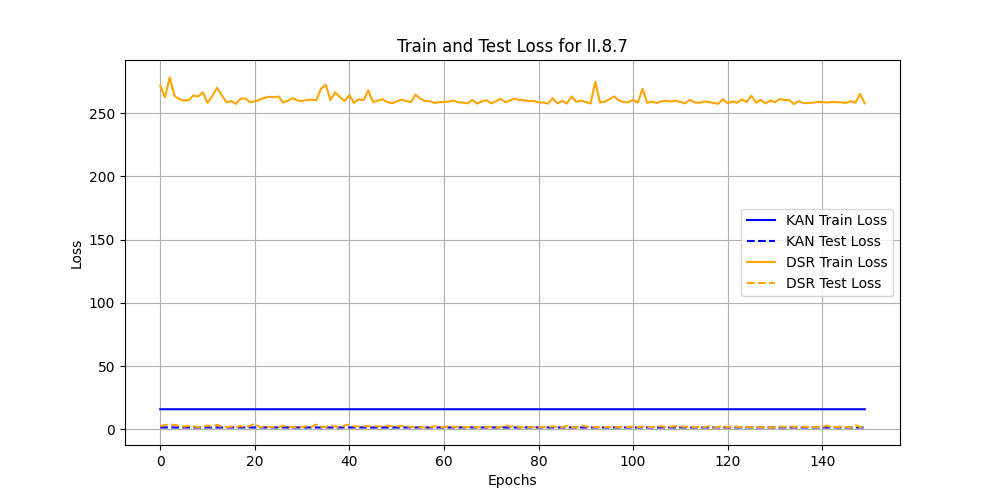 Train and Test Loss for II.8.7
Loss
250
200
150
100
50
0
KAN Train Loss
KAN Test Loss
DSR Train Loss
DSR Test Loss
0 20 40 60 80 100 120 140
Epochs